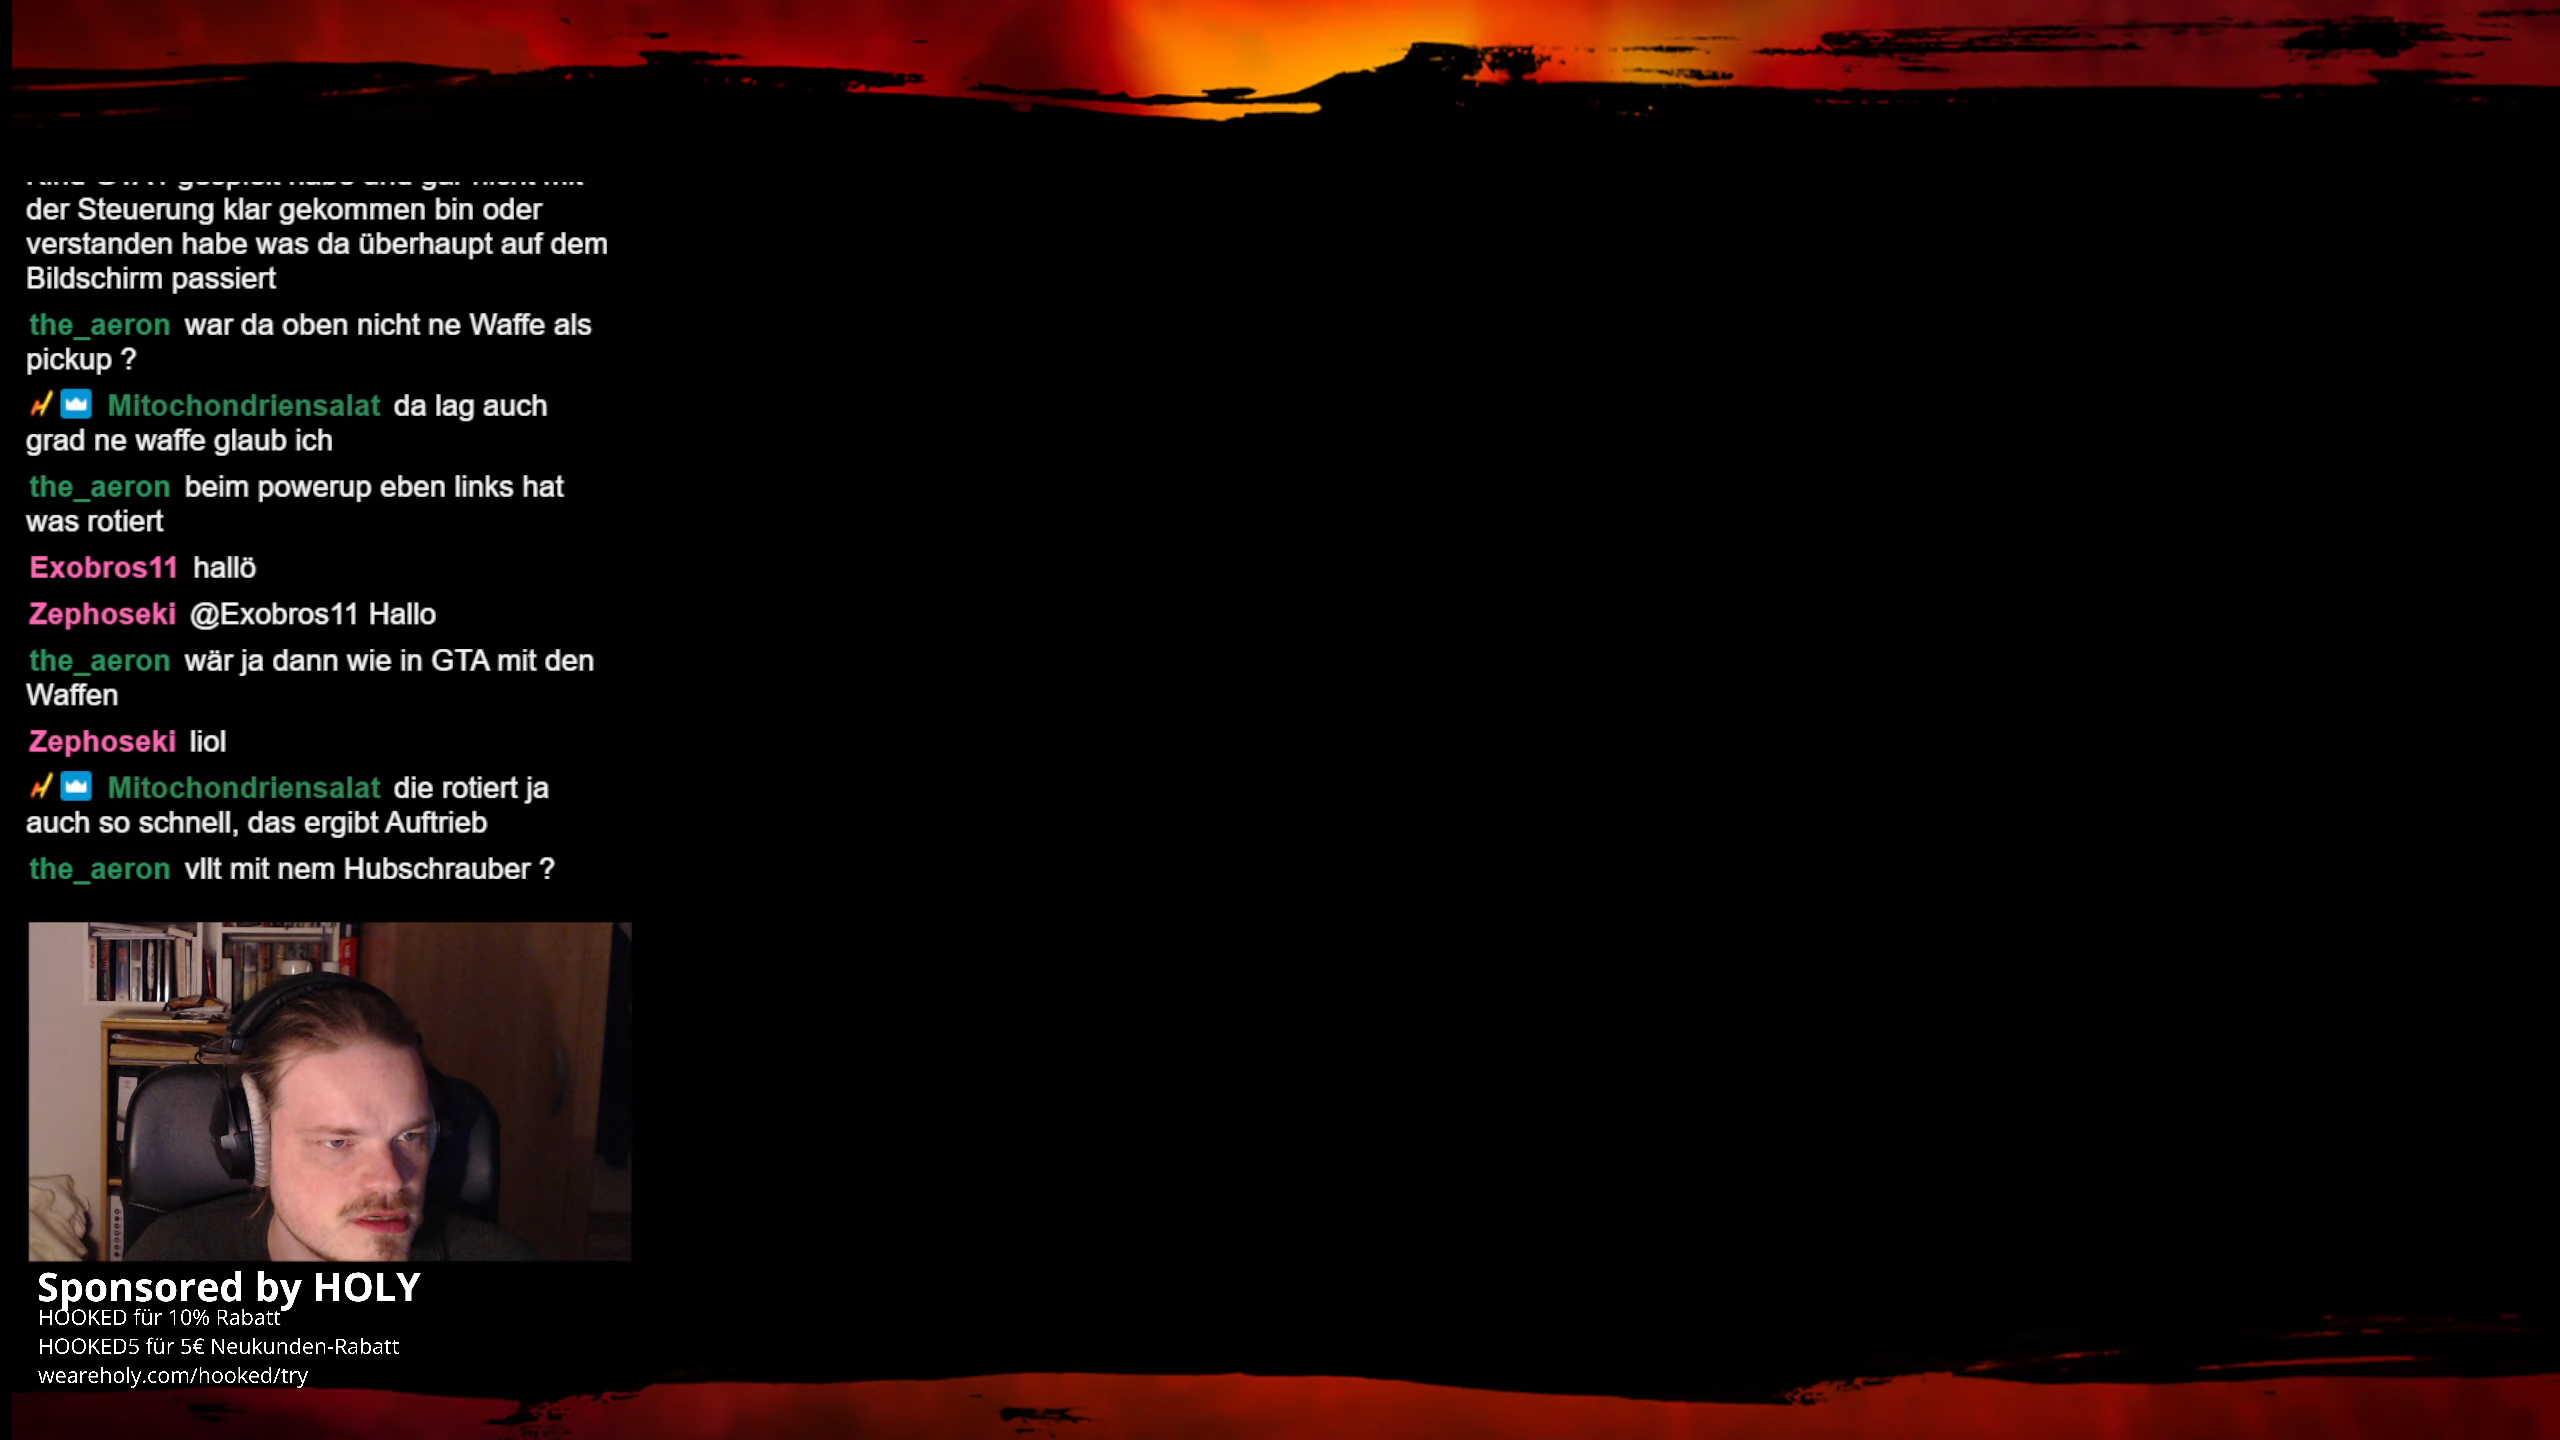 der Steuerung klar gekommen bin oder
verstanden habe was da überhaupt auf dem
Bildschirm passiert
the_aeron war da oben nicht ne Waffe als
pickup ?
Mitochondriensalat da lag auch
grad ne waffe glaub ich
the_aeron beim powerup eben links hat
was rotiert
Exobros11 hallö
Zephoseki @Exobros11 Hallo
the_aeron wär ja dann wie in GTA mit den
Waffen
Zephoseki liol
Mitochondriensalat die rotiert ja
auch so schnell, das ergibt Auftrieb
the_aeron vllt mit nem Hubschrauber ?
Sponsored by HOLY
HOOKED für 10% Rabatt
HOOKED5 für 5€ Neukunden-Rabatt
weareholy.com/hooked/try